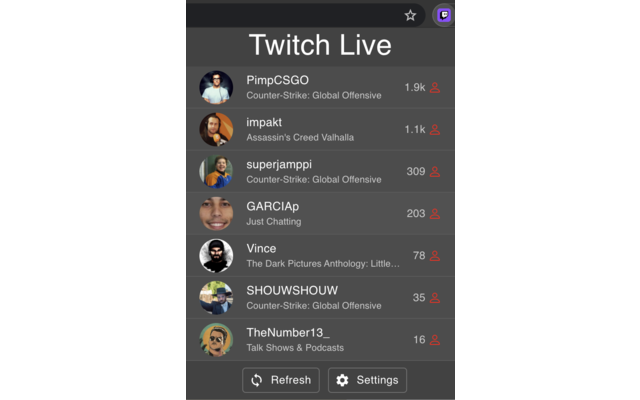 Twitch Live
PimpCSGO
Counter-Strike: Global Offensive
1.9k
impakt
Assassin's Creed Valhalla
1.1k
superjamppi
Counter-Strike: Global Offensive
309
GARCIAp
Just Chatting
203
Vince
The Dark Pictures Anthology: Little...
78
SHOUWSHOUW
Counter-Strike: Global Offensive
35
TheNumber13_
Talk Shows & Podcasts
16
Refresh
Settings